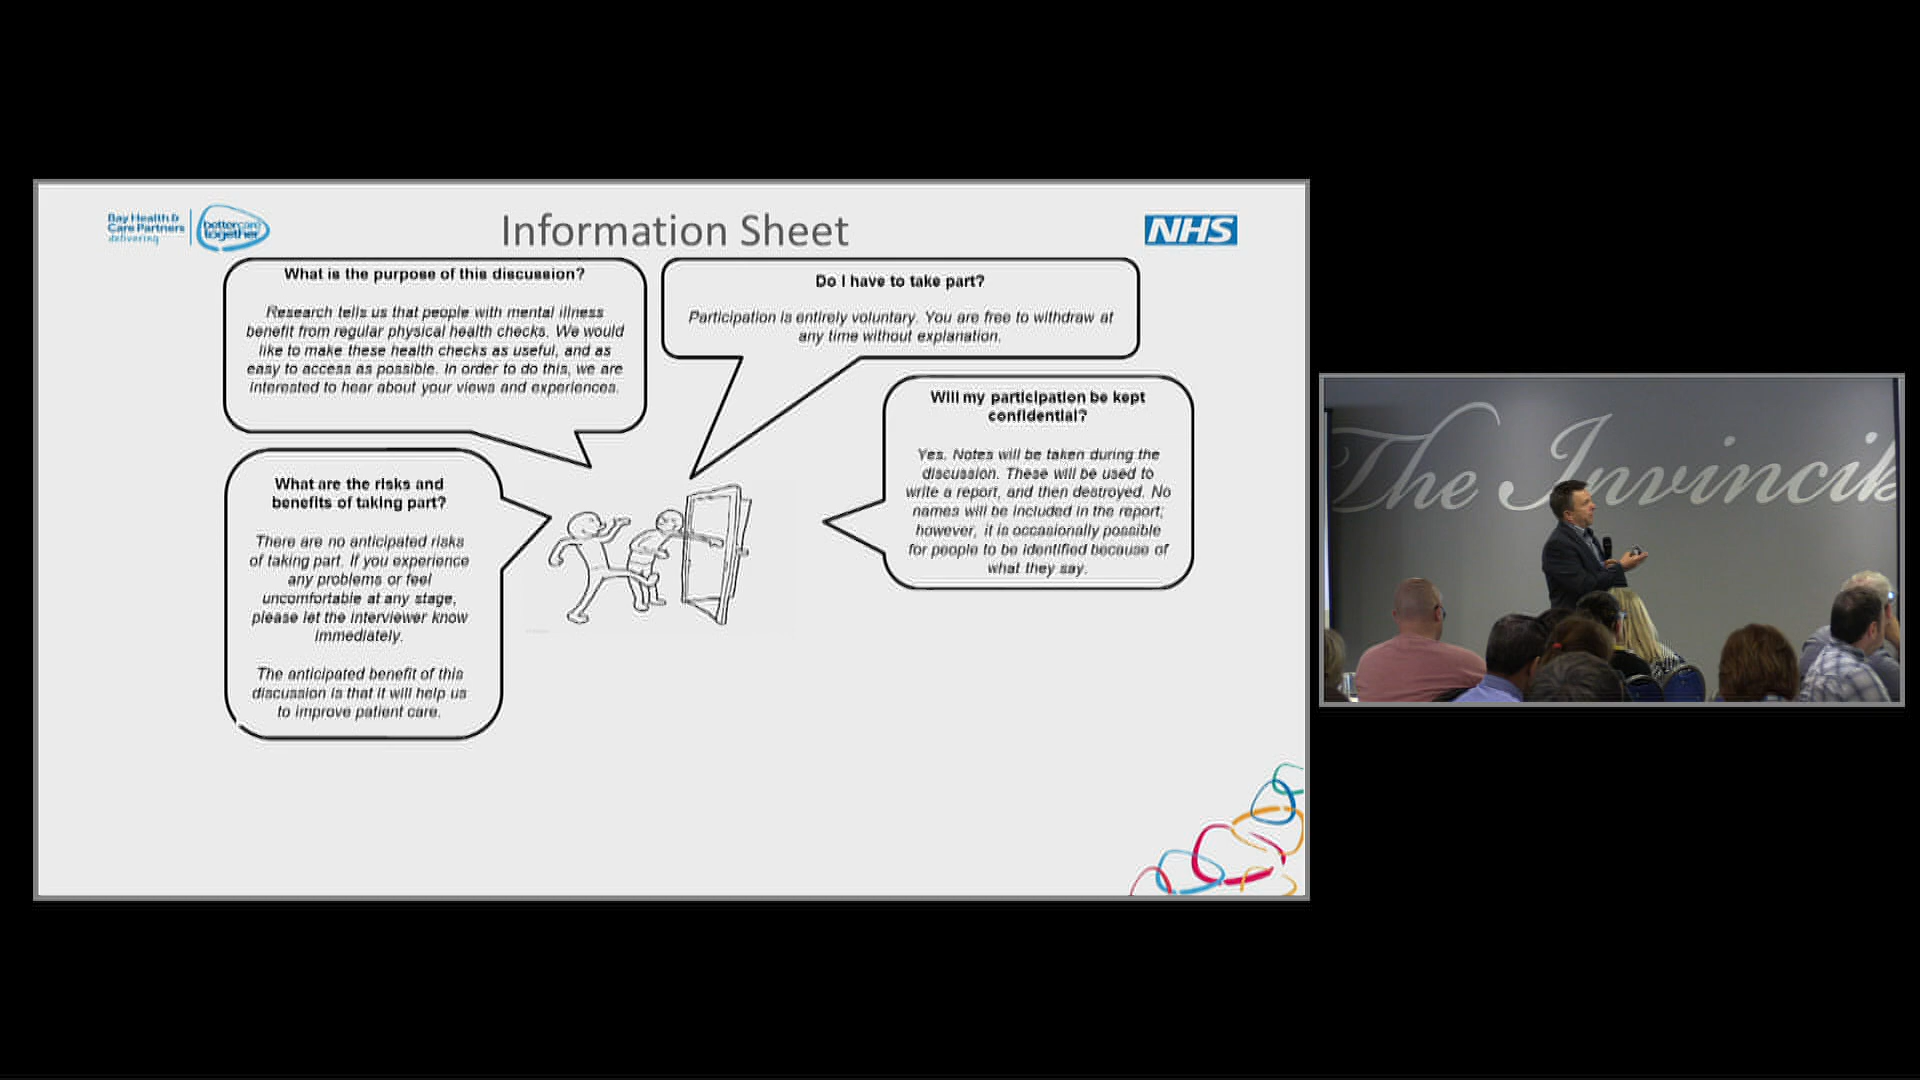 Bay Health &
Care Partners
delivering
bettercare
together
Information Sheet
NHS
What is the purpose of this discussion?
Research tells us that people with mental illness
benefit from regular physical health checks. We would
like to make these health checks as useful, and as
easy to access as possible. In order to do this, we are
interested to hear about your views and experiences.
Do I have to take part?
Participation is entirely voluntary. You are free to withdraw at
any time without explanation.
Will my participation be kept
confidential?
Yes. Notes will be taken during the
discussion. These will be used to
write a report, and then destroyed. No
names will be included in the report;
however, it is occasionally possible
for people to be identified because of
what they say.
What are the risks and
benefits of taking part?
There are no anticipated risks
of taking part. If you experience
any problems or feel
uncomfortable at any stage,
please let the interviewer know
immediately.
The anticipated benefit of this
discussion is that it will help us
to improve patient care.
The Invincib